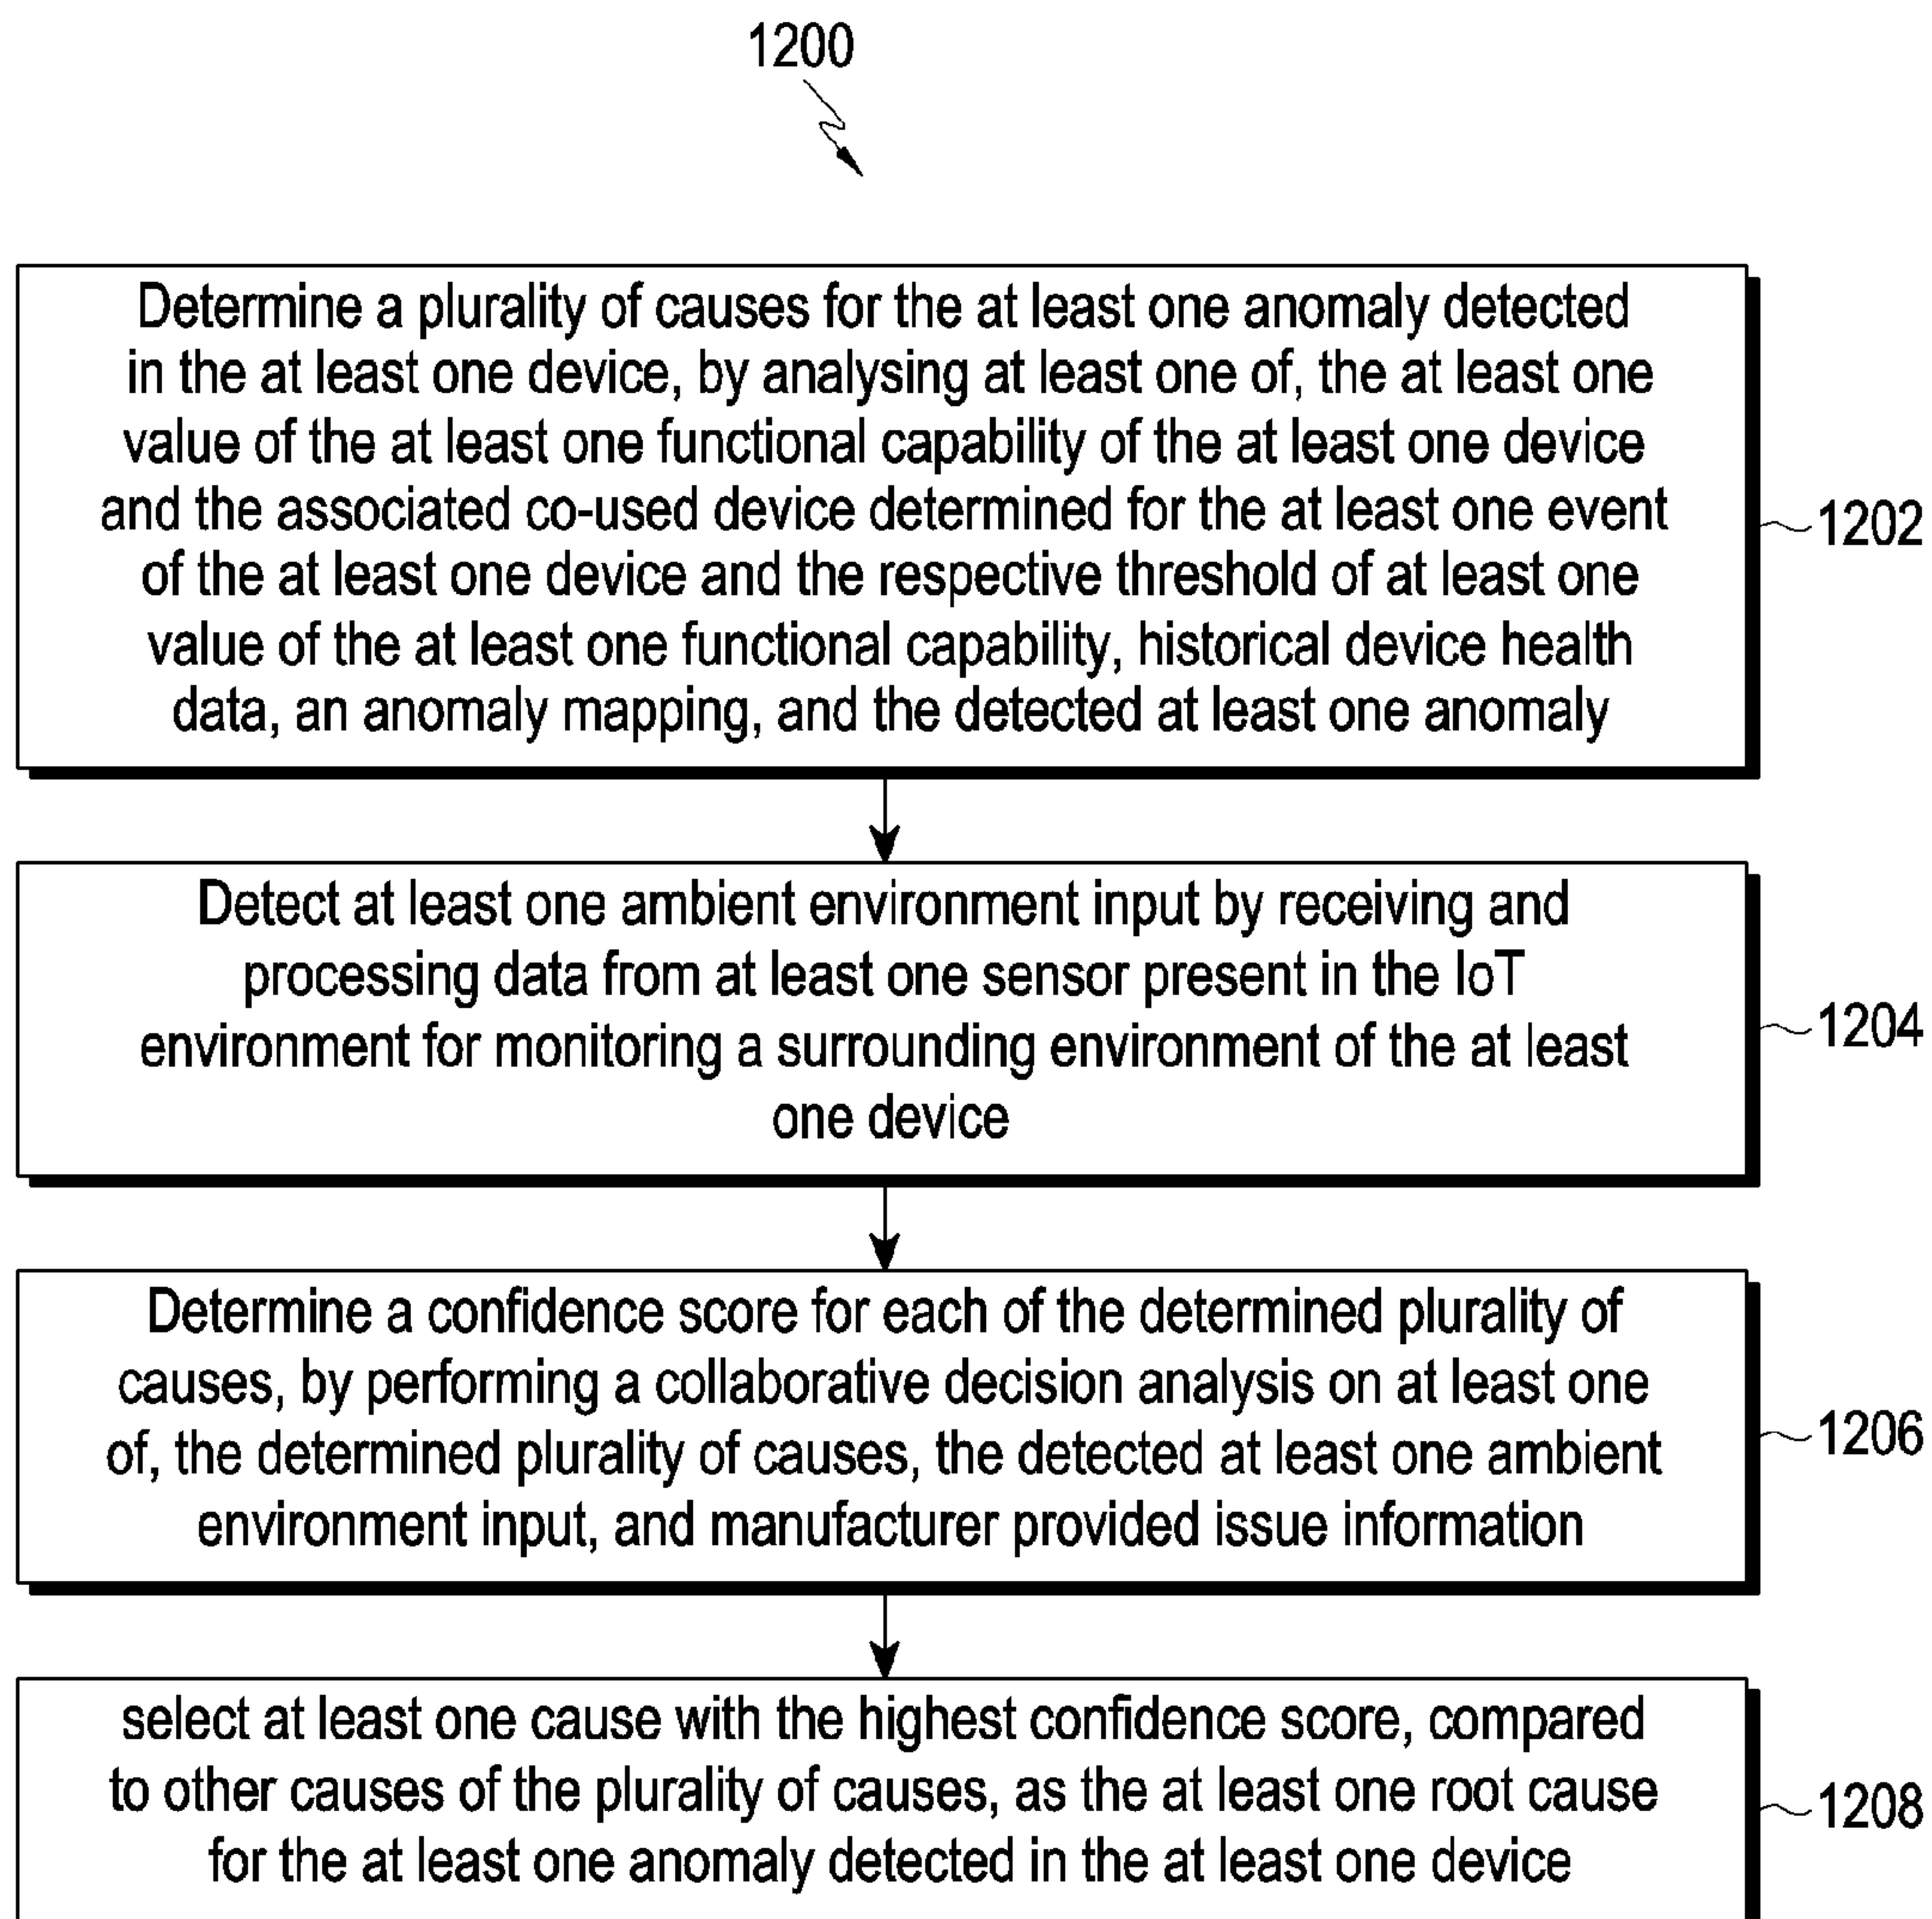 1200
Determine a plurality of causes for the at least one anomaly detected
in the at least one device, by analysing at least one of, the at least one
value of the at least one functional capability of the at least one device
and the associated co-used device determined for the at least one event
of the at least one device and the respective threshold of at least one
value of the at least one functional capability, historical device health
data, an anomaly mapping, and the detected at least one anomaly
1202
Detect at least one ambient environment input by receiving and
processing data from at least one sensor present in the IoT
environment for monitoring a surrounding environment of the at least
one device
1204
Determine a confidence score for each of the determined plurality of
causes, by performing a collaborative decision analysis on at least one
of, the determined plurality of causes, the detected at least one ambient
environment input, and manufacturer provided issue information
1206
select at least one cause with the highest confidence score, compared
to other causes of the plurality of causes, as the at least one root cause
for the at least one anomaly detected in the at least one device
1208